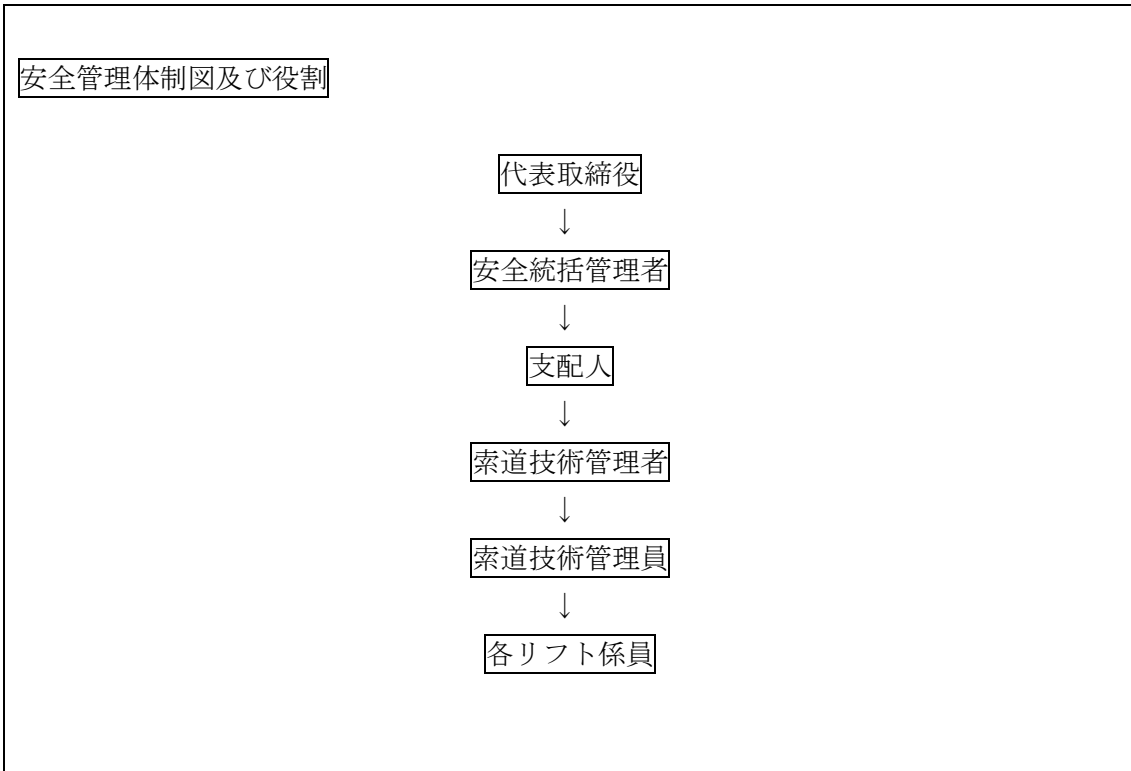 安全管理体制図及び役割
代表取締役
↓
安全統括管理者
↓
支配人
↓
索道技術管理者
↓
索道技術管理員
↓
各リフト係員